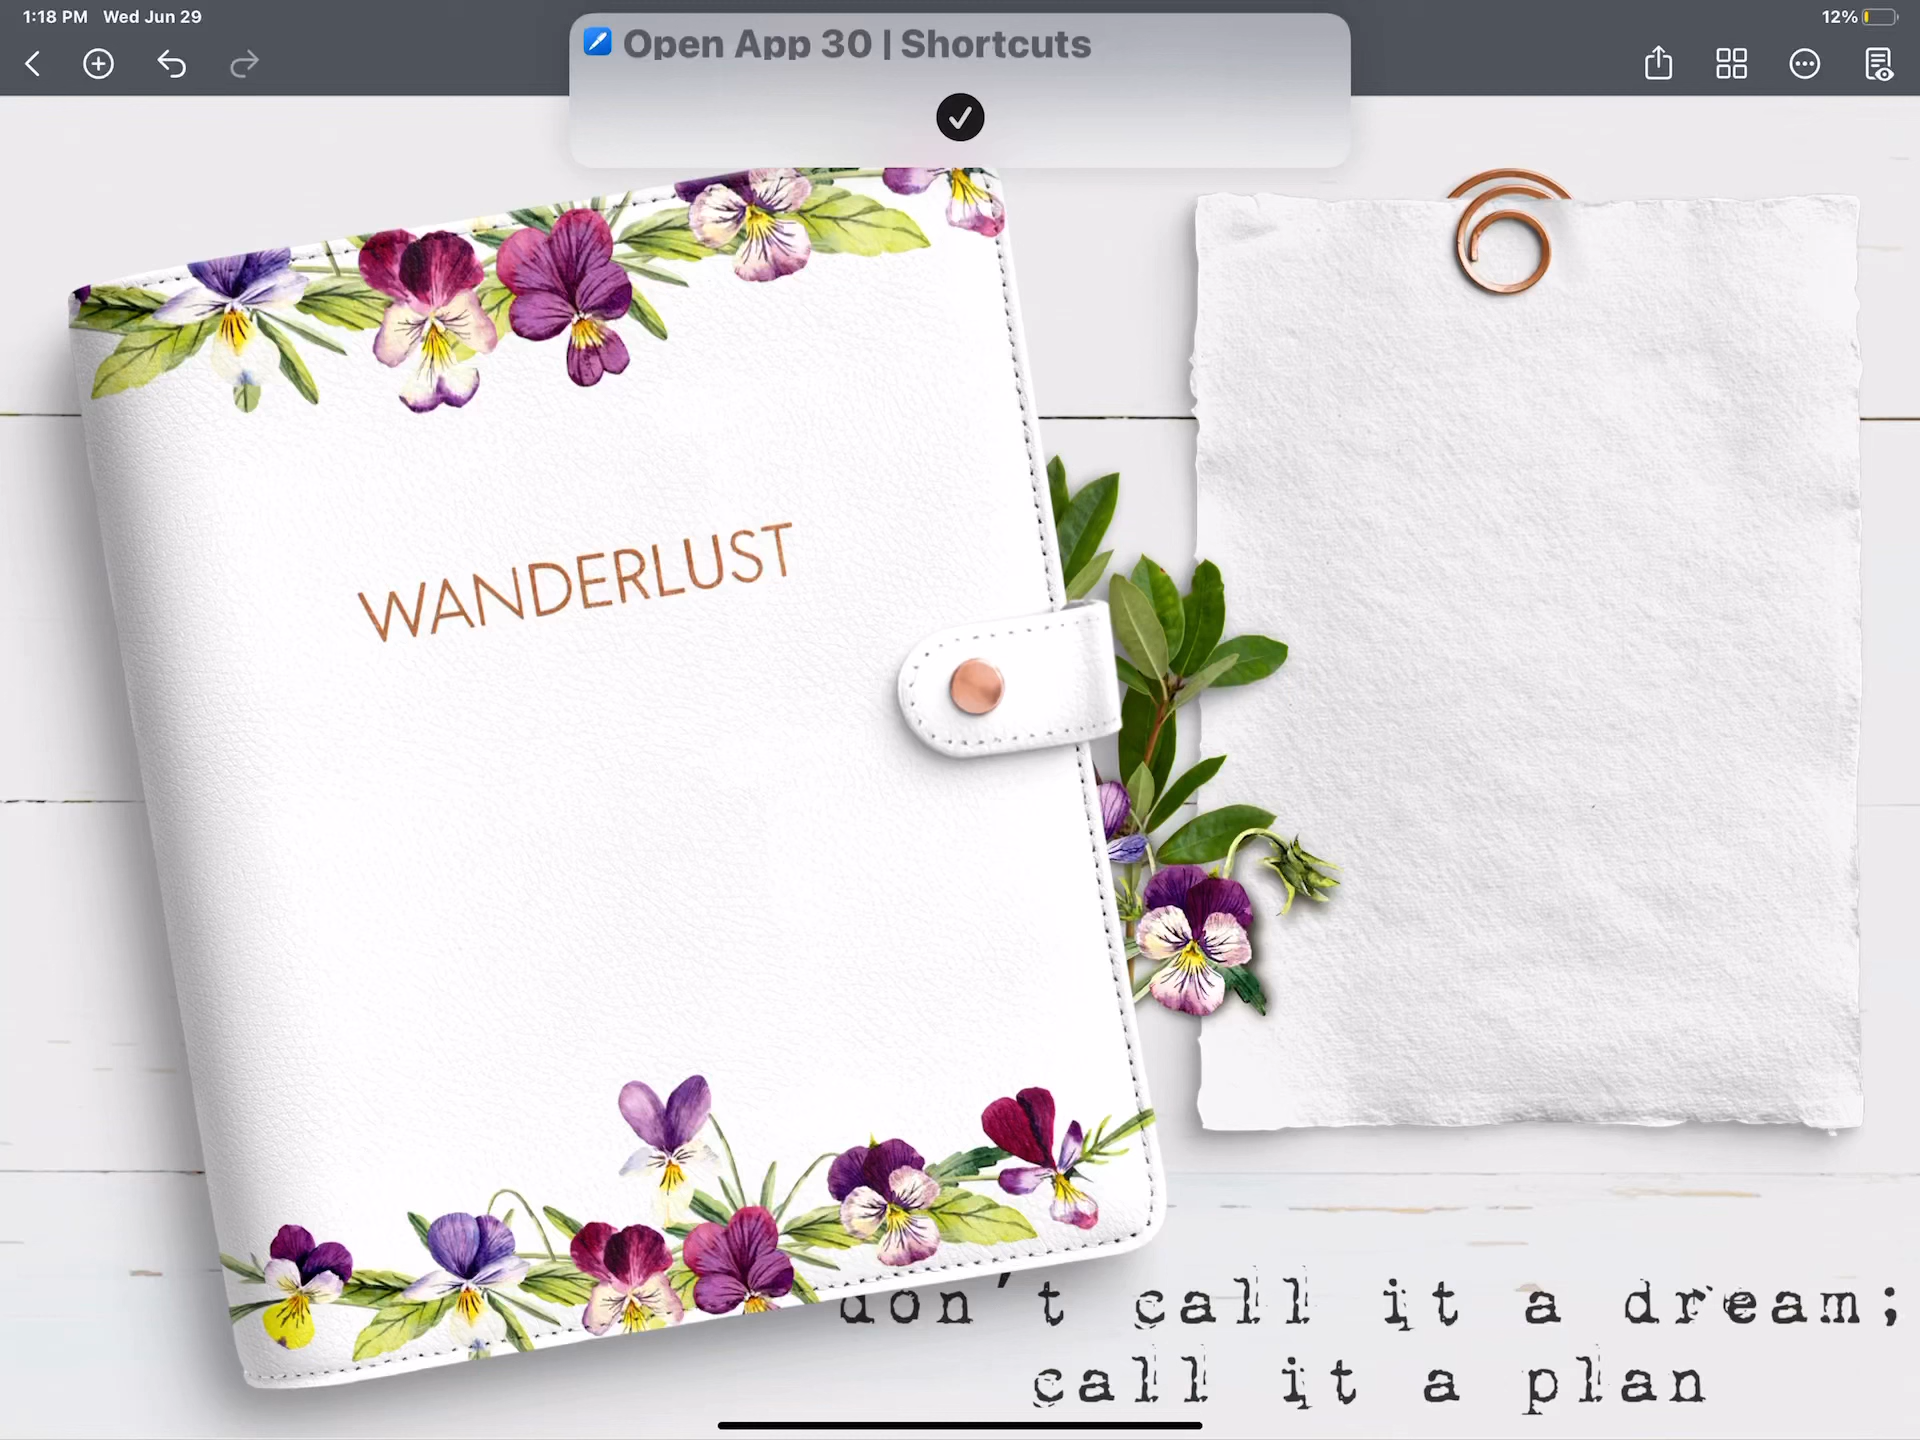 1:18 PM Wed Jun 29
12%
Open App 30 | Shortcuts
WANDERLUST
don't call it a dream;
call it a plan